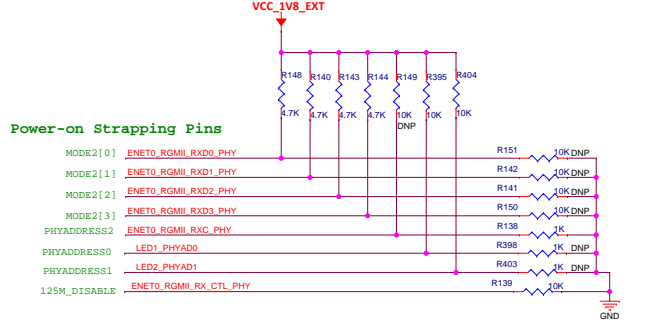 VCC_1V8_EXT
R148 R140 R143 R144 R149 R395 R404
4.7K 4.7K 4.7K 4.7K 10K 10K 10K
DNP
Power-on Strapping Pins
MODE2[0] ENET0_RGMII_RXD0_PHY R151 10K DNP
MODE2[1] ENET0_RGMII_RXD1_PHY R142 10K DNP
MODE2[2] ENET0_RGMII_RXD2_PHY R141 10K DNP
MODE2[3] ENET0_RGMII_RXD3_PHY R150 10K DNP
PHYADDRESS2 ENET0_RGMII_RXC_PHY R138 1K
PHYADDRESS0 LED1_PHYAD0 R398 1K DNP
PHYADDRESS1 LED2_PHYAD1 R403 1K DNP
125M_DISABLE ENET0_RGMII_RX_CTL_PHY R139 10K
GND